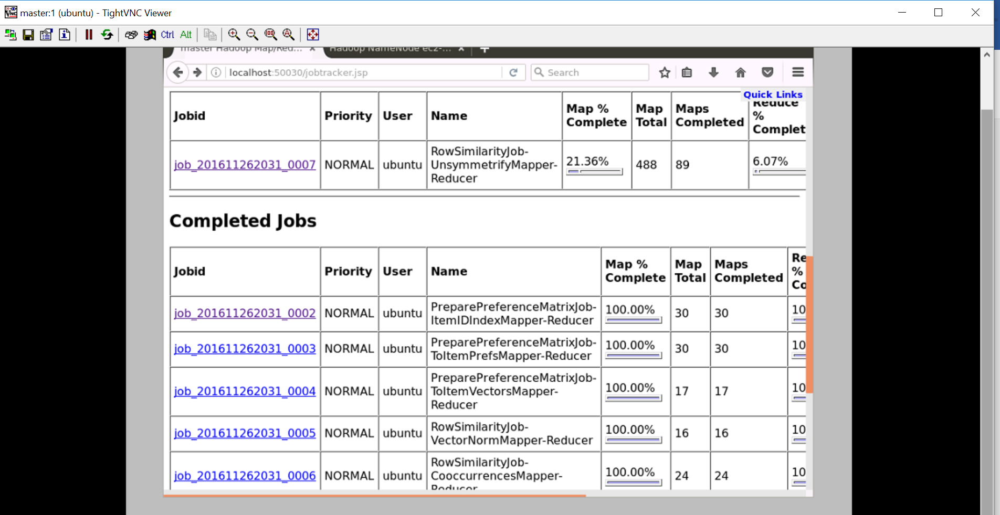 master:1 (ubuntu) - TightVNC Viewer
Ctrl Alt
master Hadoop Map/Red... Hadoop NameNode ec2-...
localhost:50030/jobtracker.jsp Search
Quick Links
Jobid Priority User Name Map % Complete Map Total Maps Completed Reduce % Complet
job_201611262031_0007 NORMAL ubuntu RowSimilarityJob-UnsymmetrifyMapper-Reducer 21.36% 488 89 6.07%
Completed Jobs
Jobid Priority User Name Map % Complete Map Total Maps Completed Re % Co
job_201611262031_0002 NORMAL ubuntu PreparePreferenceMatrixJob-ItemIDIndexMapper-Reducer 100.00% 30 30 10
job_201611262031_0003 NORMAL ubuntu PreparePreferenceMatrixJob-ToItemPrefsMapper-Reducer 100.00% 30 30 10
job_201611262031_0004 NORMAL ubuntu PreparePreferenceMatrixJob-ToItemVectorsMapper-Reducer 100.00% 17 17 10
job_201611262031_0005 NORMAL ubuntu RowSimilarityJob-VectorNormMapper-Reducer 100.00% 16 16 10
job_201611262031_0006 NORMAL ubuntu RowSimilarityJob-CooccurrencesMapper-Reducer 100.00% 24 24 10